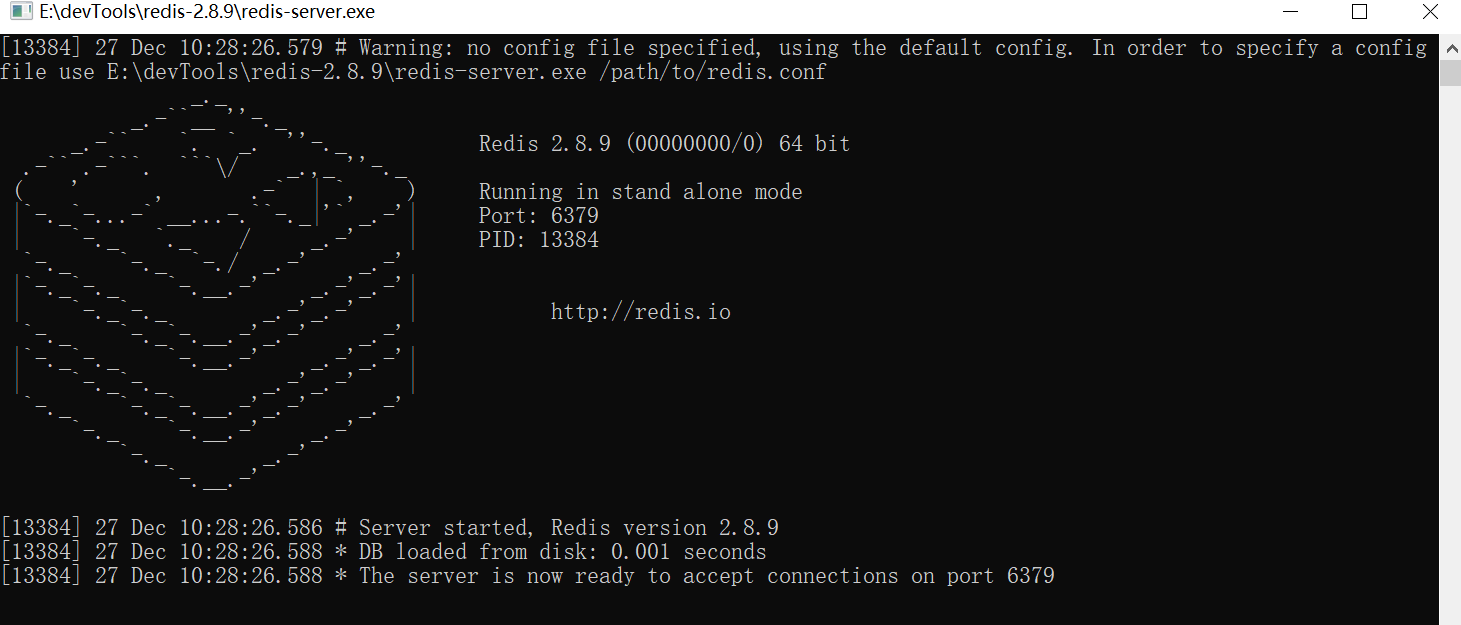 E:\devTools\redis-2.8.9\redis-server.exe
[13384] 27 Dec 10:28:26.579 # Warning: no config file specified, using the default config. In order to specify a config
file use E:\devTools\redis-2.8.9\redis-server.exe /path/to/redis.conf
Redis 2.8.9 (00000000/0) 64 bit
Running in stand alone mode
Port: 6379
PID: 13384
http://redis.io
[13384] 27 Dec 10:28:26.586 # Server started, Redis version 2.8.9
[13384] 27 Dec 10:28:26.588 * DB loaded from disk: 0.001 seconds
[13384] 27 Dec 10:28:26.588 * The server is now ready to accept connections on port 6379